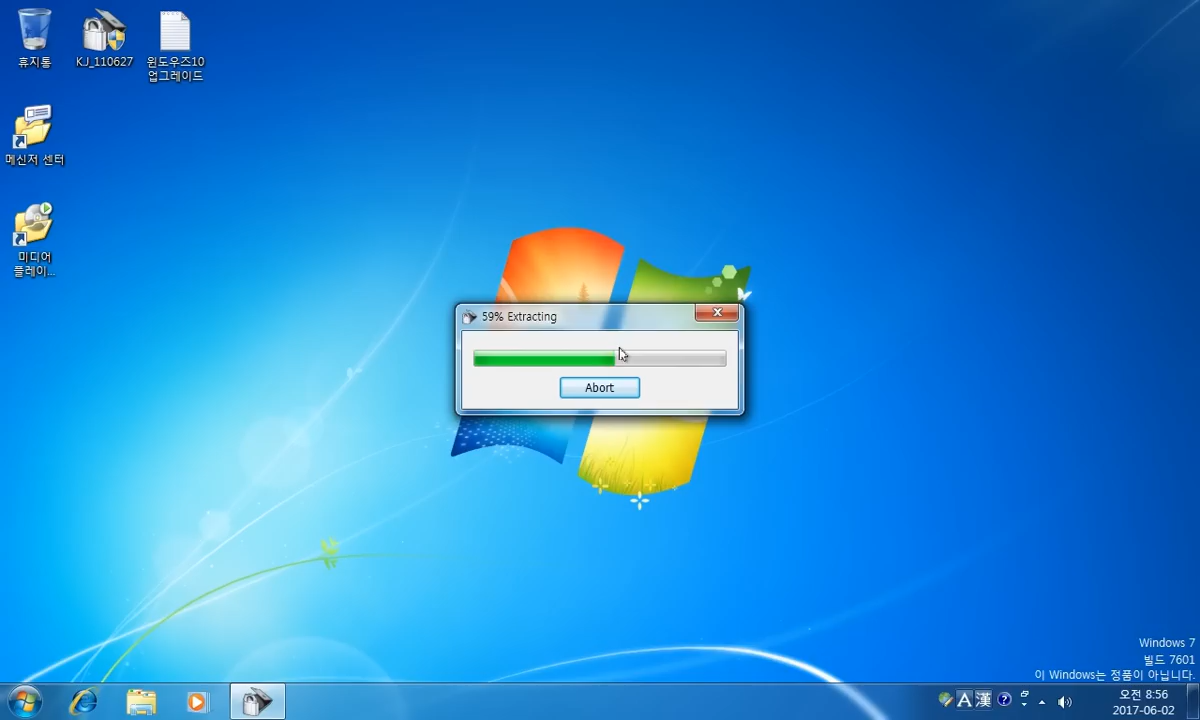 휴지통
KJ_110627
윈도우즈10
업그레이드
메신저 센터
미디어
플레이...
59% Extracting
Abort
Windows 7
빌드 7601
이 Windows는 정품이 아닙니다.
A 漢
오전 8:56
2017-06-02